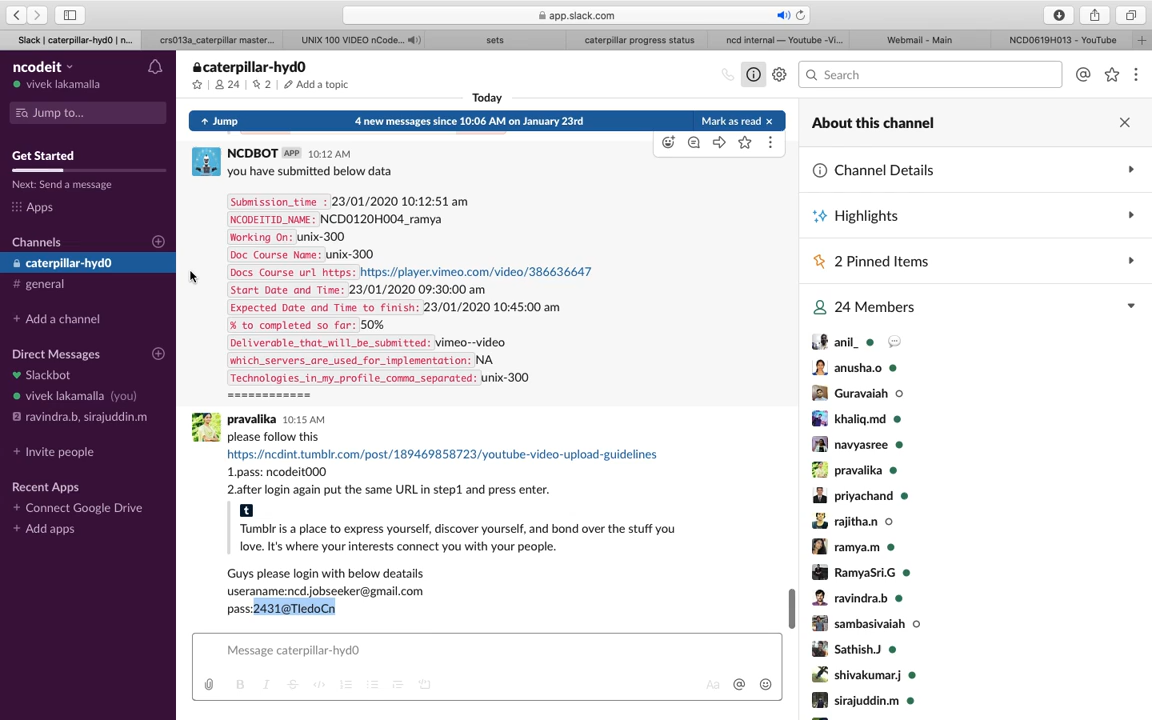 app.slack.com
Slack | caterpillar-hyd0 | n...
crs013a_caterpillar master...
UNIX 100 VIDEO nCode...
sets
caterpillar progress status
ncd internal — Youtube -Vi...
Webmail - Main
NCD0619H013 - YouTube
ncodeit
vivek lakamalla
Jump to...
Get Started
Next: Send a message
Apps
Channels
caterpillar-hyd0
# general
+ Add a channel
Direct Messages
Slackbot
vivek lakamalla (you)
2 ravindra.b, sirajuddin.m
+ Invite people
Recent Apps
+ Connect Google Drive
+ Add apps
caterpillar-hyd0
24 | 2 | Add a topic
Search
Today
↑ Jump 4 new messages since 10:06 AM on January 23rd Mark as read ×
NCDBOT APP 10:12 AM
you have submitted below data
Submission_time : 23/01/2020 10:12:51 am
NCODEITID_NAME: NCD0120H004_ramya
Working On: unix-300
Doc Course Name: unix-300
Docs Course url https: https://player.vimeo.com/video/386636647
Start Date and Time: 23/01/2020 09:30:00 am
Expected Date and Time to finish: 23/01/2020 10:45:00 am
% to completed so far: 50%
Deliverable_that_will_be_submitted: vimeo--video
which_servers_are_used_for_implementation: NA
Technologies_in_my_profile_comma_separated: unix-300
============
pravalika 10:15 AM
please follow this
https://ncdint.tumblr.com/post/189469858723/youtube-video-upload-guidelines
1.pass: ncodeit000
2.after login again put the same URL in step1 and press enter.
t
Tumblr is a place to express yourself, discover yourself, and bond over the stuff you
love. It's where your interests connect you with your people.
Guys please login with below deatails
useraname:ncd.jobseeker@gmail.com
pass:2431@TIedoCn
Message caterpillar-hyd0
Aa
About this channel
Channel Details
Highlights
2 Pinned Items
24 Members
anil_
anusha.o
Guravaiah
khaliq.md
navyasree
pravalika
priyachand
rajitha.n
ramya.m
RamyaSri.G
ravindra.b
sambasivaiah
Sathish.J
shivakumar.j
sirajuddin.m